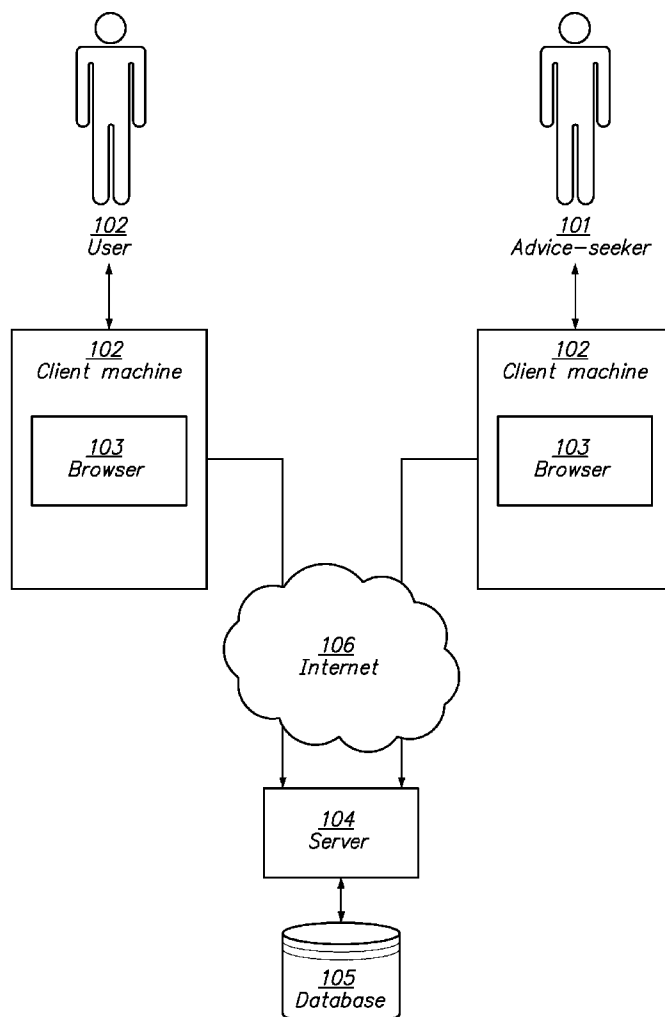 102
User
101
Advice-seeker
102
Client machine
103
Browser
102
Client machine
103
Browser
106
Internet
104
Server
105
Database